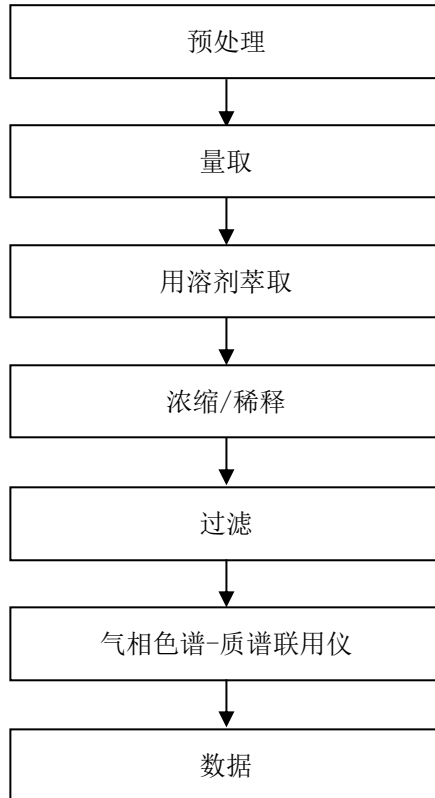 预处理
量取
用溶剂萃取
浓缩/稀释
过滤
气相色谱-质谱联用仪
数据